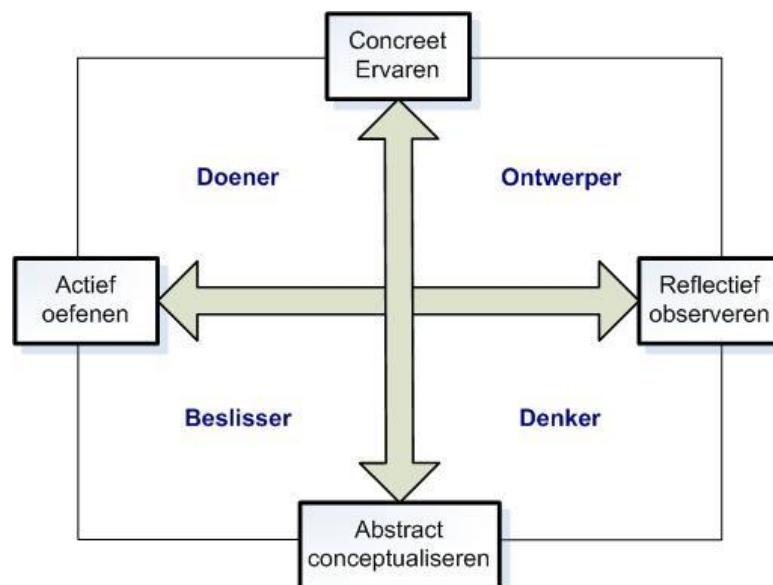 Concreet
Ervaren
Doener
Ontwerper
Actief
oefenen
Reflectief
observeren
Beslisser
Denker
Abstract
conceptualiseren